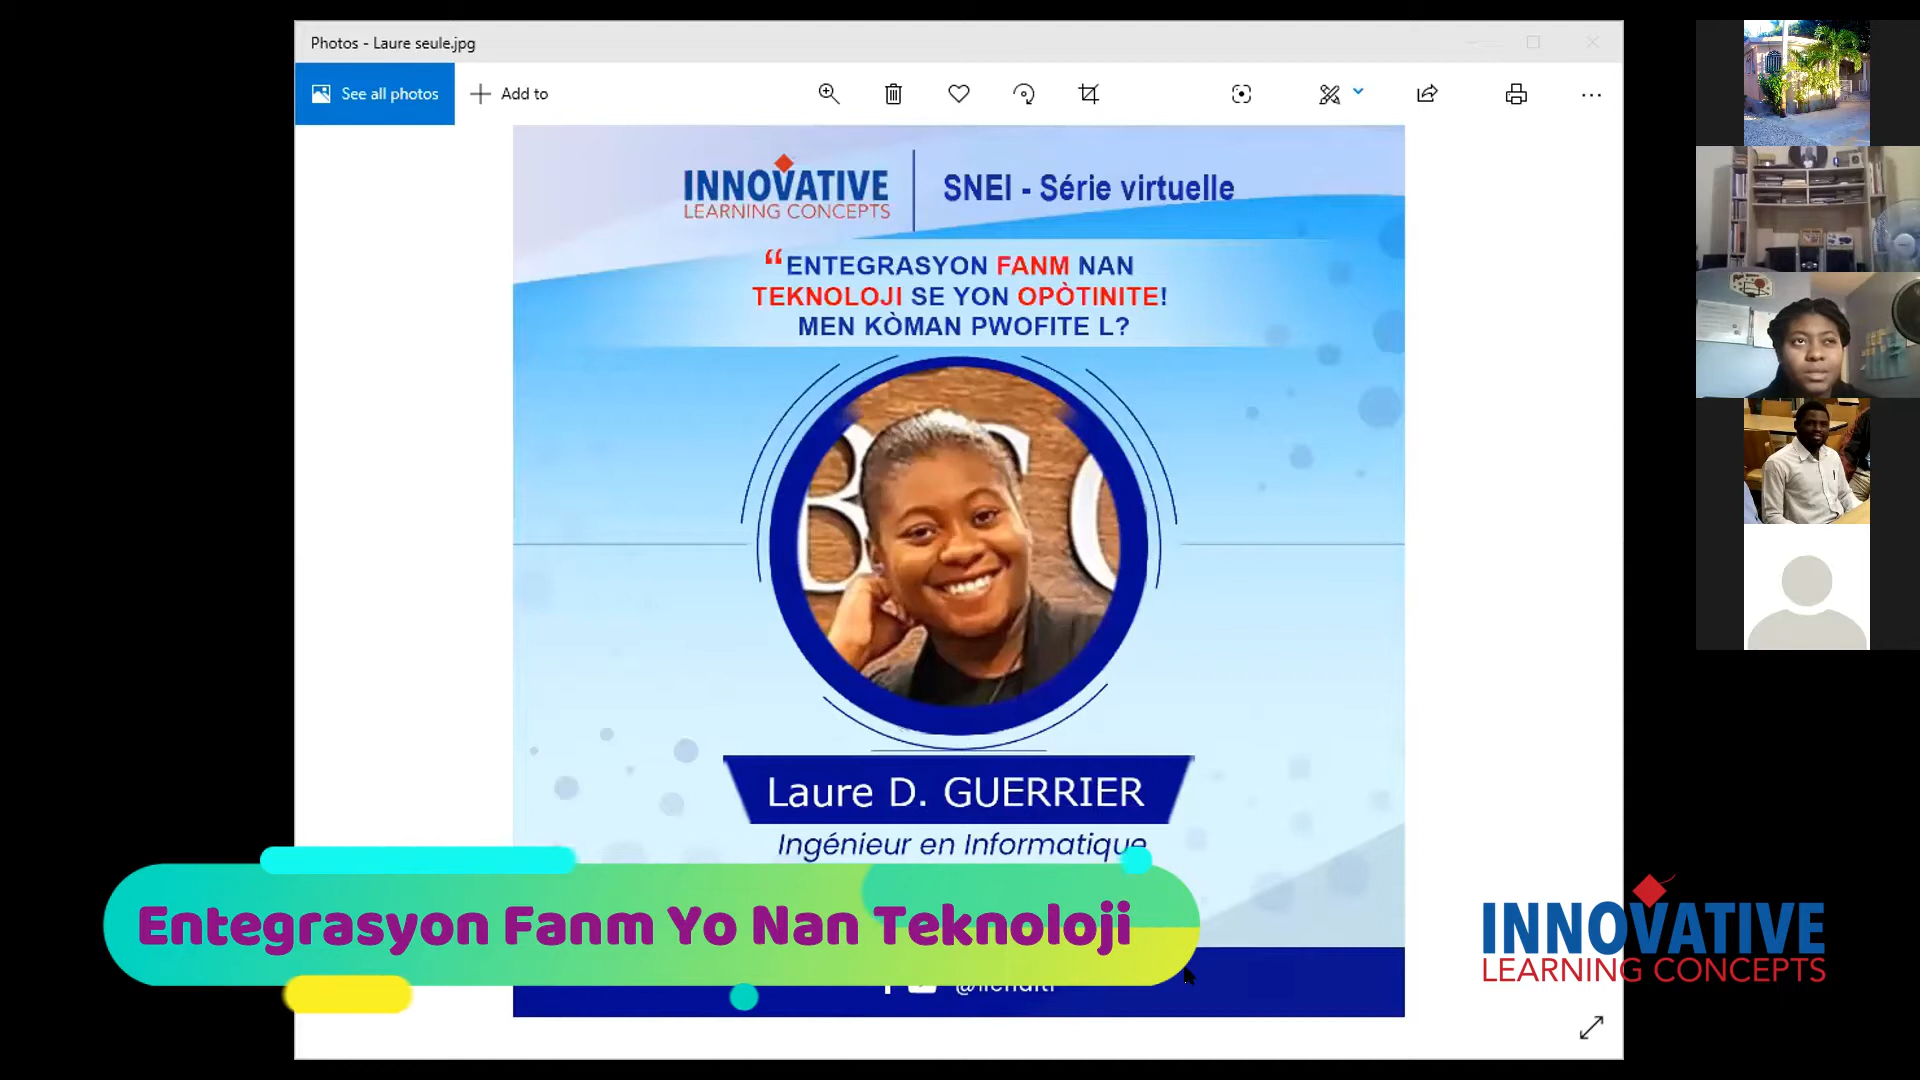 Photos - Laure seule.jpg
See all photos
Add to
INNOVATIVE
LEARNING CONCEPTS
SNEI - Série virtuelle
“ENTEGRASYON FANM NAN
TEKNOLOJI SE YON OPÒTINITE!
MEN KÒMAN PWOFITE L?
Laure D. GUERRIER
Ingénieur en Informatique
Entegrasyon Fanm Yo Nan Teknoloji
INNOVATIVE
LEARNING CONCEPTS